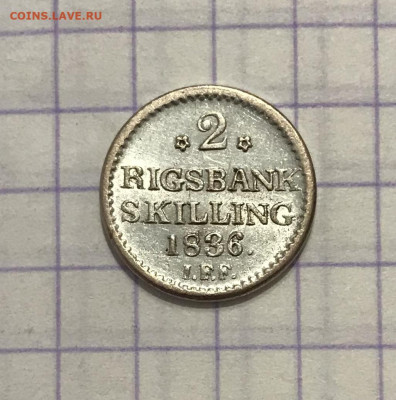 COINS.LAVE.RU
2
RIGSBANK
SKILLING
1836.
I.F.F.